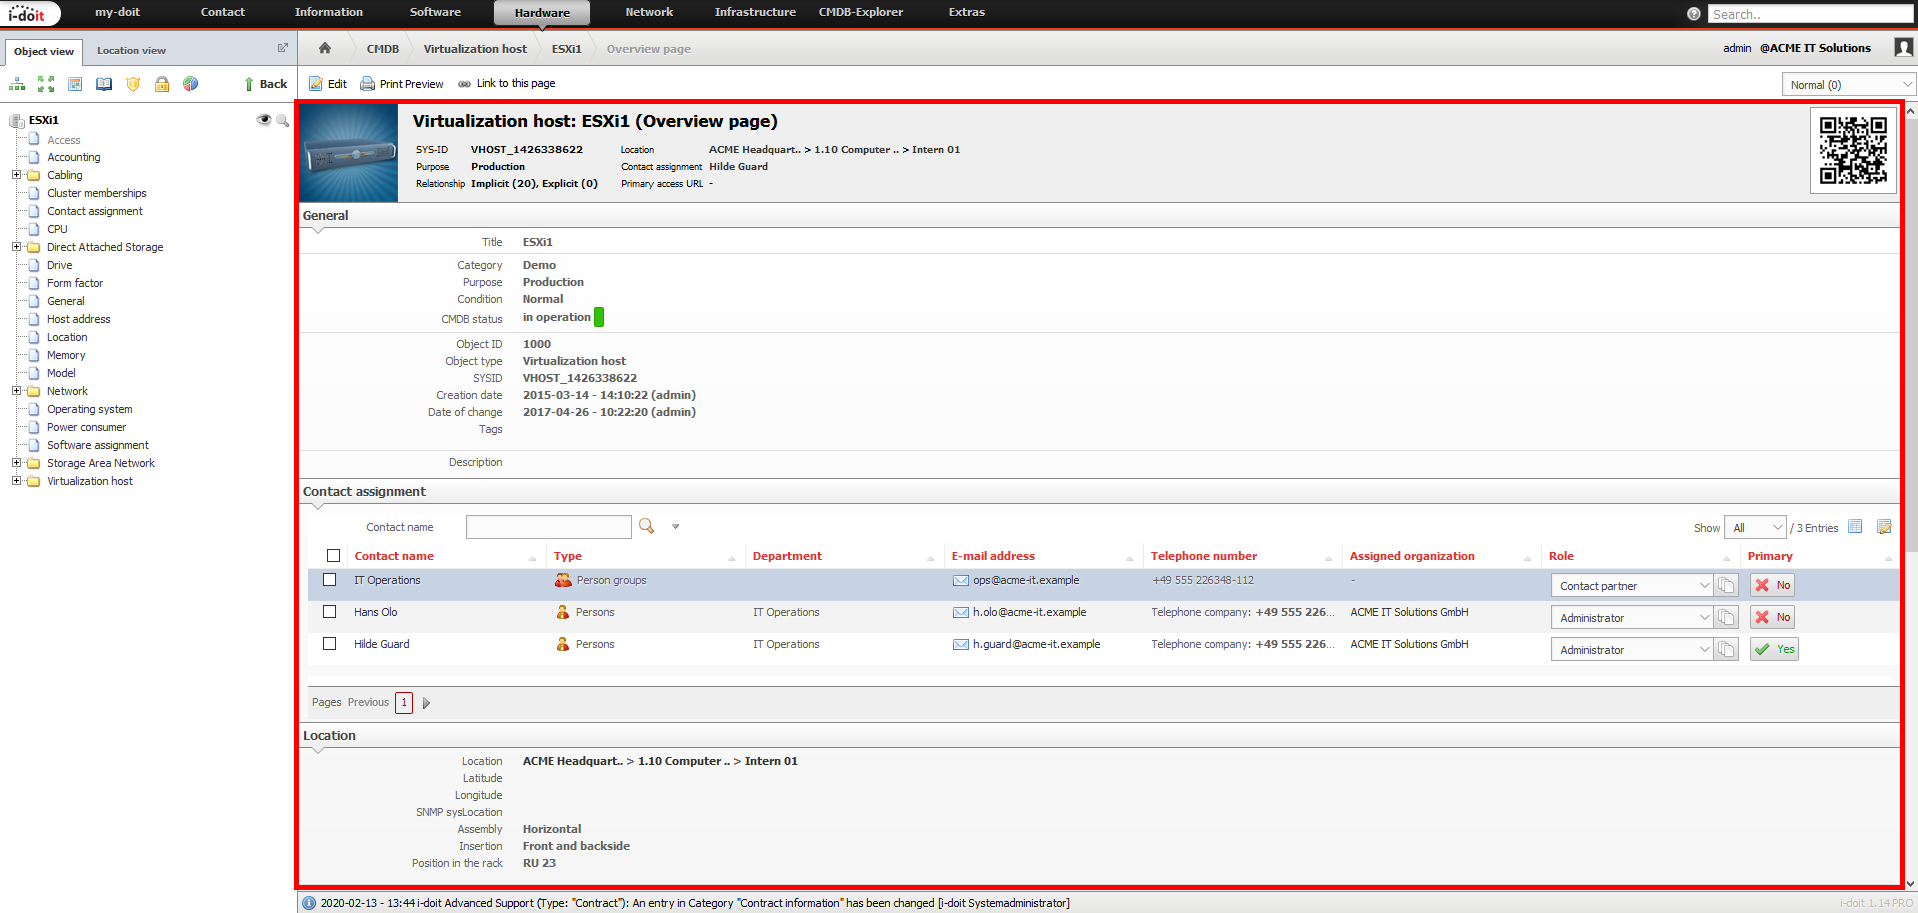 i-doit my-doit Contact Information Software Hardware Network Infrastructure CMDB-Explorer Extras Search..
Object view Location view
CMDB Virtualization host ESXi1 Overview page admin @ACME IT Solutions
Back Edit Print Preview Link to this page Normal (0)
ESXi1
Access
Accounting
Cabling
Cluster memberships
Contact assignment
CPU
Direct Attached Storage
Drive
Form factor
General
Host address
Location
Memory
Model
Network
Operating system
Power consumer
Software assignment
Storage Area Network
Virtualization host
Virtualization host: ESXi1 (Overview page)
SYS-ID VHOST_1426338622 Location ACME Headquart.. > 1.10 Computer .. > Intern 01
Purpose Production Contact assignment Hilde Guard
Relationship Implicit (20), Explicit (0) Primary access URL -
General
Title ESXi1
Category Demo
Purpose Production
Condition Normal
CMDB status in operation
Object ID 1000
Object type Virtualization host
SYSID VHOST_1426338622
Creation date 2015-03-14 - 14:10:22 (admin)
Date of change 2017-04-26 - 10:22:20 (admin)
Tags
Description
Contact assignment
Contact name Show All / 3 Entries
Contact name Type Department E-mail address Telephone number Assigned organization Role Primary
IT Operations Person groups ops@acme-it.example +49 555 226348-112 - Contact partner No
Hans Olo Persons IT Operations h.olo@acme-it.example Telephone company: +49 555 226... ACME IT Solutions GmbH Administrator No
Hilde Guard Persons IT Operations h.guard@acme-it.example Telephone company: +49 555 226... ACME IT Solutions GmbH Administrator Yes
Pages Previous 1
Location
Location ACME Headquart.. > 1.10 Computer .. > Intern 01
Latitude
Longitude
SNMP sysLocation
Assembly Horizontal
Insertion Front and backside
Position in the rack RU 23
2020-02-13 - 13:44 i-doit Advanced Support (Type: "Contract"): An entry in Category "Contract information" has been changed [i-doit Systemadministrator] i-doit 1.14 PRO